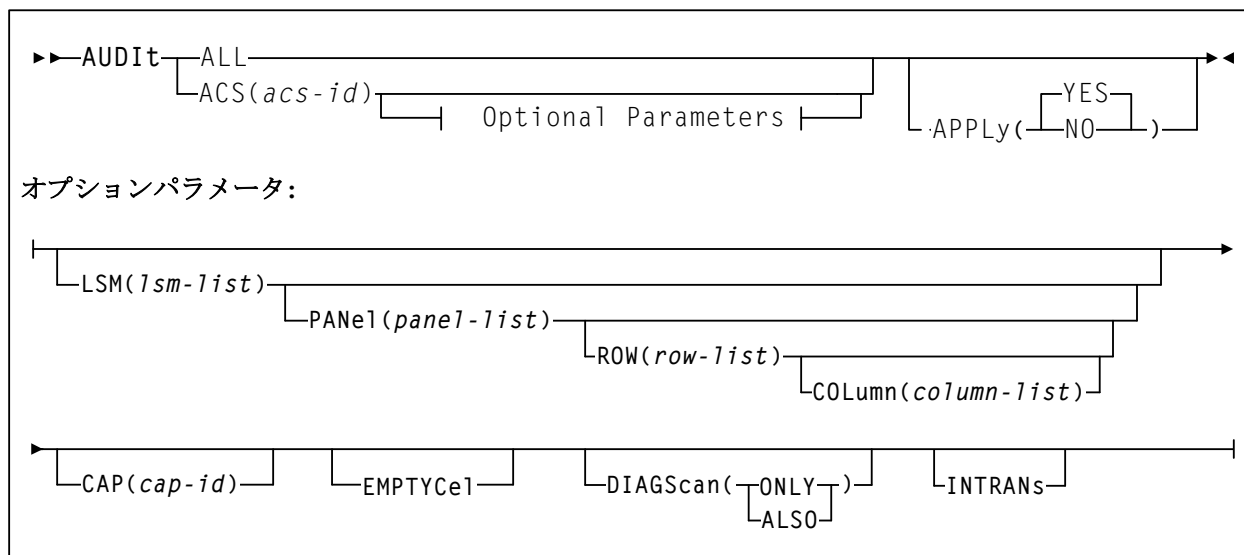 AUDIt ALL
ACS(acs-id)
Optional Parameters
YES
APPLy( NO )
オプションパラメータ:
LSM(lsm-list)
PANel(panel-list)
ROW(row-list)
COLumn(column-list)
CAP(cap-id) EMPTYCel DIAGScan( ONLY ) INTRANs
ALSO